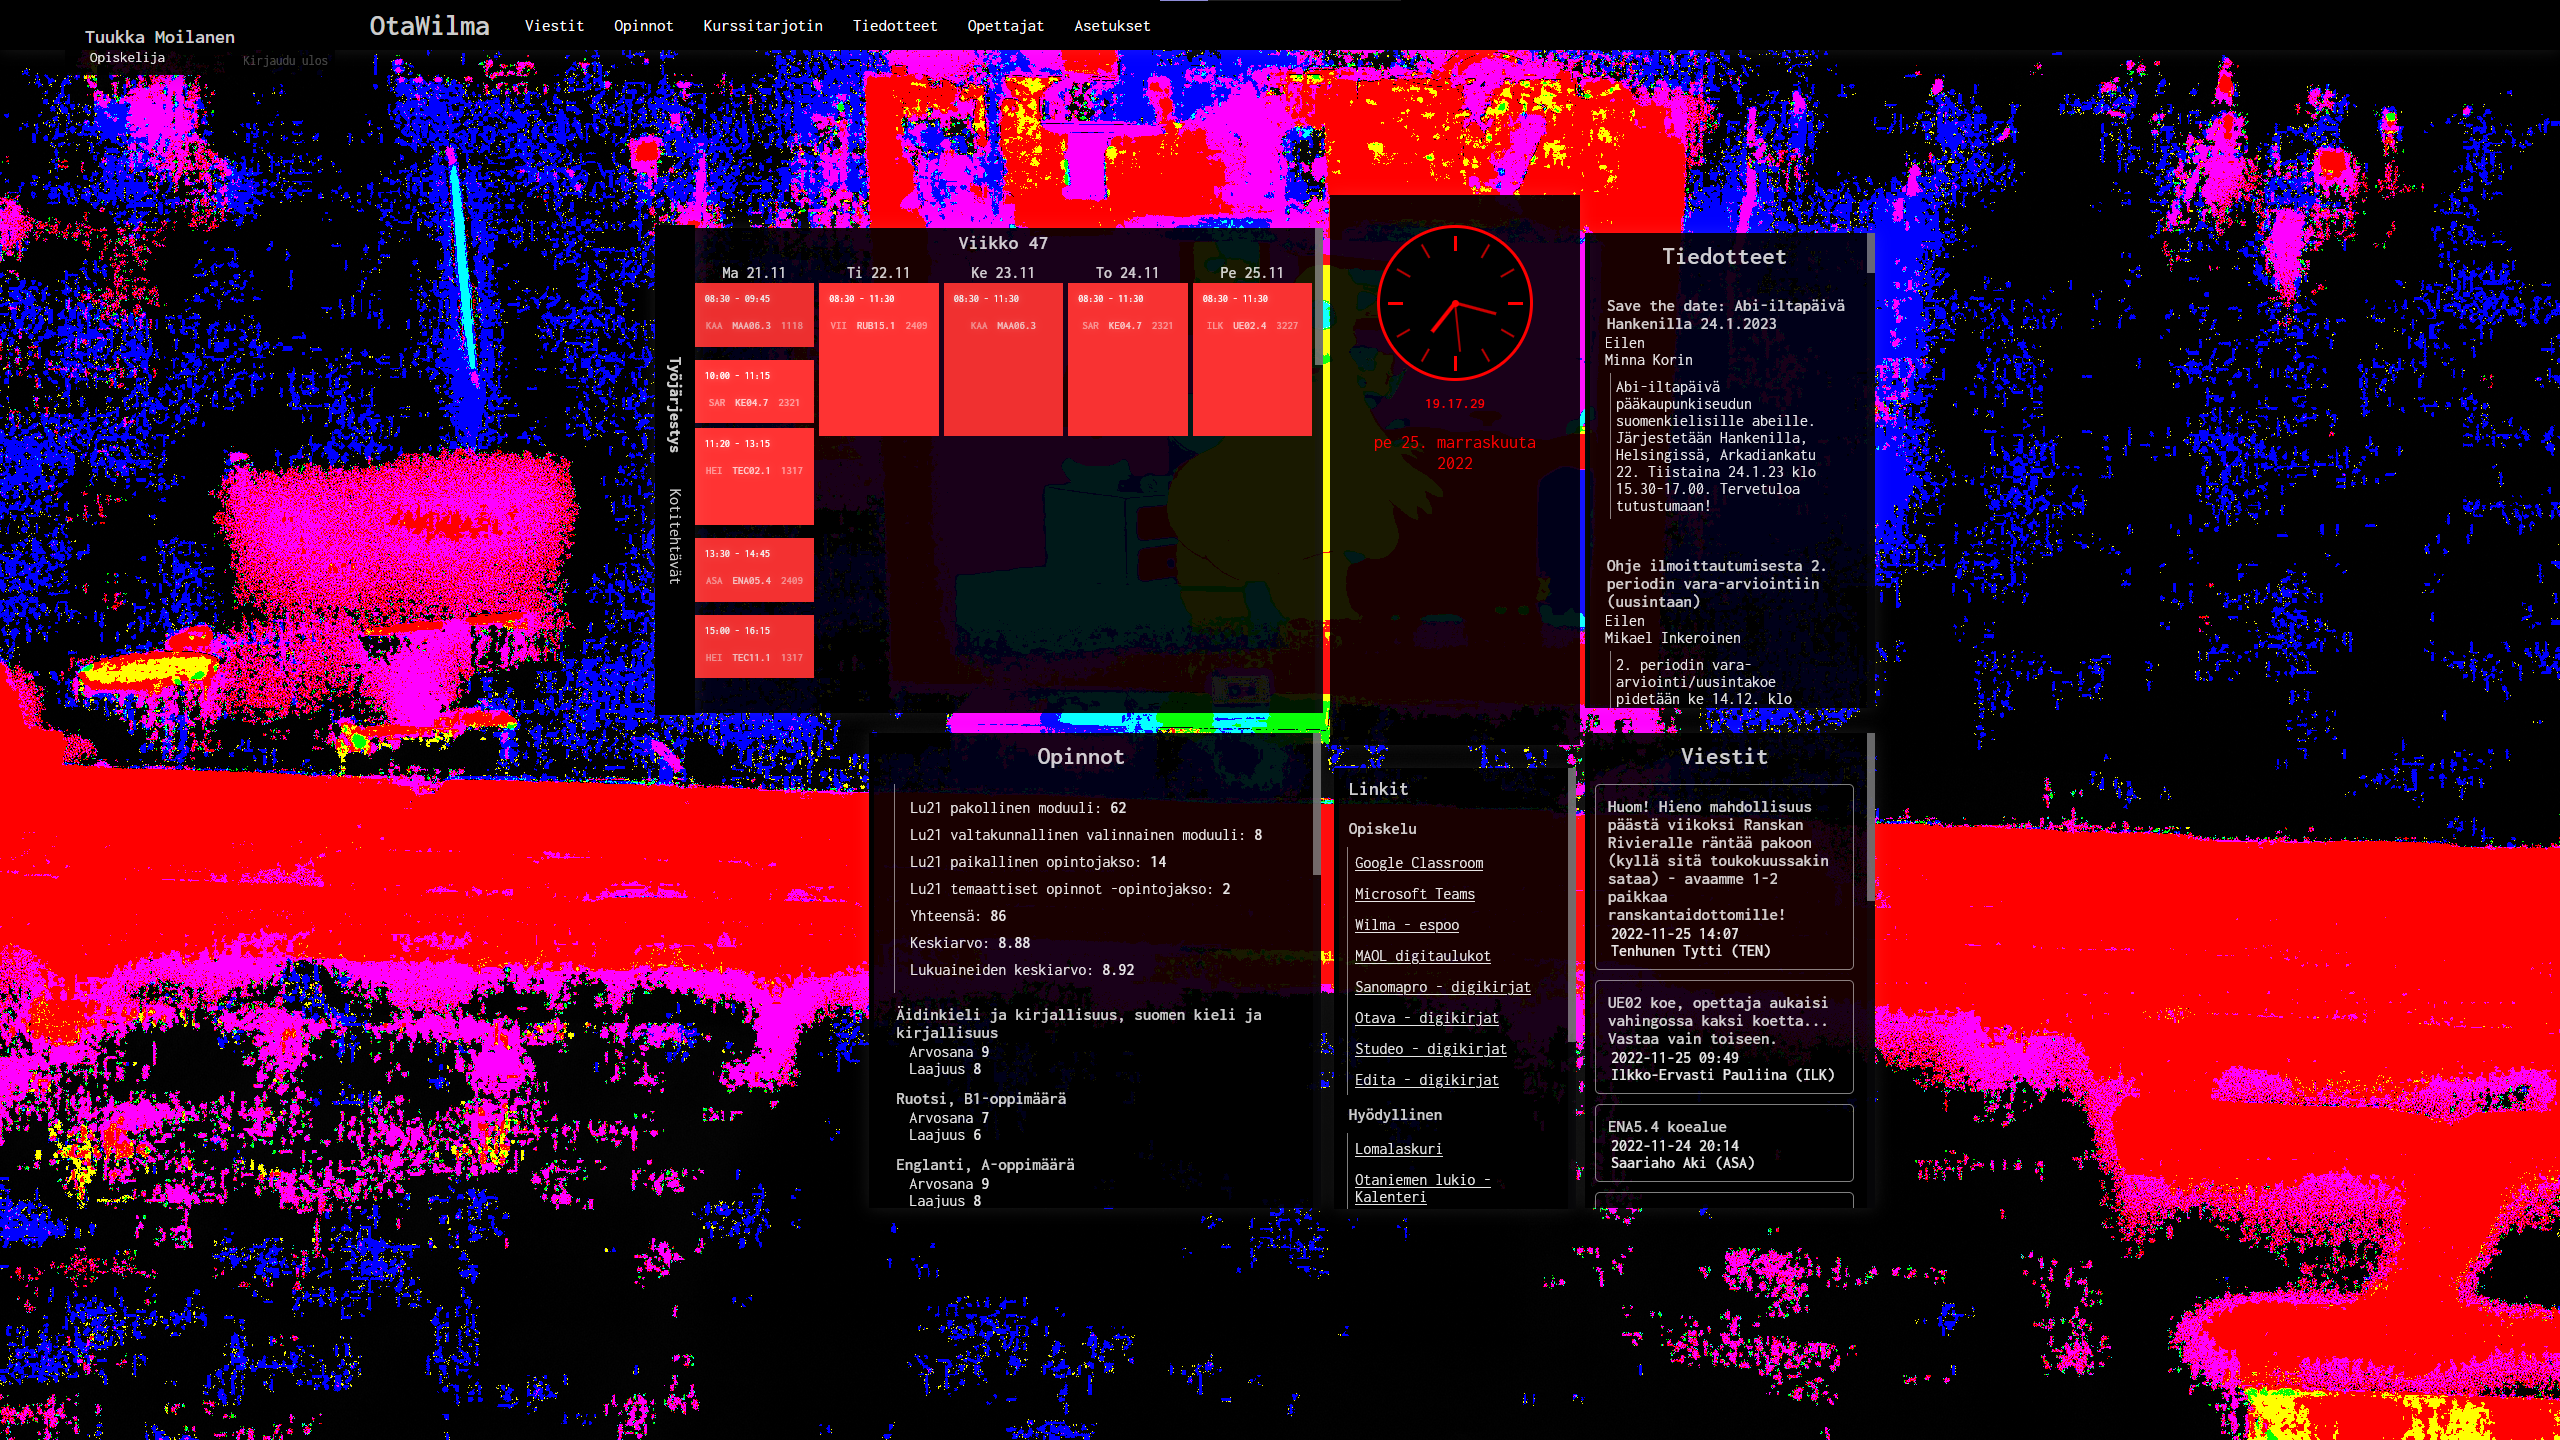 Tuukka Moilanen
Opiskelija
Kirjaudu ulos
OtaWilma
Viestit
Opinnot
Kurssitarjotin
Tiedotteet
Opettajat
Asetukset
Työjärjestys
Kotitehtävät
Viikko 47
Ma 21.11
08:30 - 09:45
KAA MAA06.3 1118
10:00 - 11:15
SAR KE04.7 2321
11:20 - 13:15
HEI TEC02.1 1317
13:30 - 14:45
ASA ENA05.4 2409
15:00 - 16:15
HEI TEC11.1 1317
Ti 22.11
08:30 - 11:30
VII RUB15.1 2409
Ke 23.11
08:30 - 11:30
KAA MAA06.3
To 24.11
08:30 - 11:30
SAR KE04.7 2321
Pe 25.11
08:30 - 11:30
ILK UE02.4 3227
19.17.29
pe 25. marraskuuta
2022
Tiedotteet
Save the date: Abi-iltapäivä
Hankenilla 24.1.2023
Eilen
Minna Korin
Abi-iltapäivä
pääkaupunkiseudun
suomenkielisille abeille.
Järjestetään Hankenilla,
Helsingissä, Arkadiankatu
22. Tiistaina 24.1.23 klo
15.30-17.00. Tervetuloa
tutustumaan!
Ohje ilmoittautumisesta 2.
periodin vara-arviointiin
(uusintaan)
Eilen
Mikael Inkeroinen
2. periodin vara-
arviointi/uusintakoe
pidetään ke 14.12. klo
Opinnot
Lu21 pakollinen moduuli: 62
Lu21 valtakunnallinen valinnainen moduuli: 8
Lu21 paikallinen opintojakso: 14
Lu21 temaattiset opinnot -opintojakso: 2
Yhteensä: 86
Keskiarvo: 8.88
Lukuaineiden keskiarvo: 8.92
Äidinkieli ja kirjallisuus, suomen kieli ja
kirjallisuus
Arvosana 9
Laajuus 8
Ruotsi, B1-oppimäärä
Arvosana 7
Laajuus 6
Englanti, A-oppimäärä
Arvosana 9
Laajuus 8
Linkit
Opiskelu
Google Classroom
Microsoft Teams
Wilma - espoo
MAOL digitaulukot
Sanomapro - digikirjat
Otava - digikirjat
Studeo - digikirjat
Edita - digikirjat
Hyödyllinen
Lomalaskuri
Otaniemen lukio -
Kalenteri
Viestit
Huom! Hieno mahdollisuus
päästä viikoksi Ranskan
Rivieralle räntää pakoon
(kyllä sitä toukokuussakin
sataa) - avaamme 1-2
paikkaa
ranskantaidottomille!
2022-11-25 14:07
Tenhunen Tytti (TEN)
UE02 koe, opettaja aukaisi
vahingossa kaksi koetta...
Vastaa vain toiseen.
2022-11-25 09:49
Ilkko-Ervasti Pauliina (ILK)
ENA5.4 koealue
2022-11-24 20:14
Saariaho Aki (ASA)